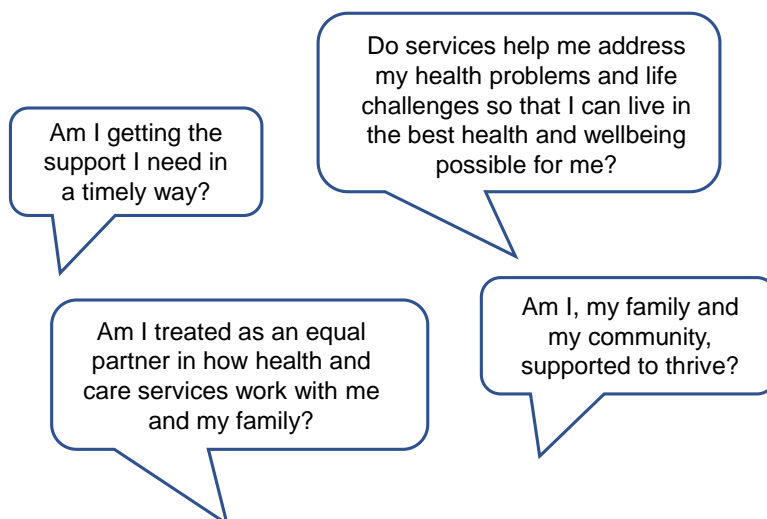 Do services help me address
my health problems and life
challenges so that I can live in
the best health and wellbeing
possible for me?
Am I getting the
support I need in
a timely way?
Am I, my family and
my community,
supported to thrive?
Am I treated as an equal
partner in how health and
care services work with me
and my family?